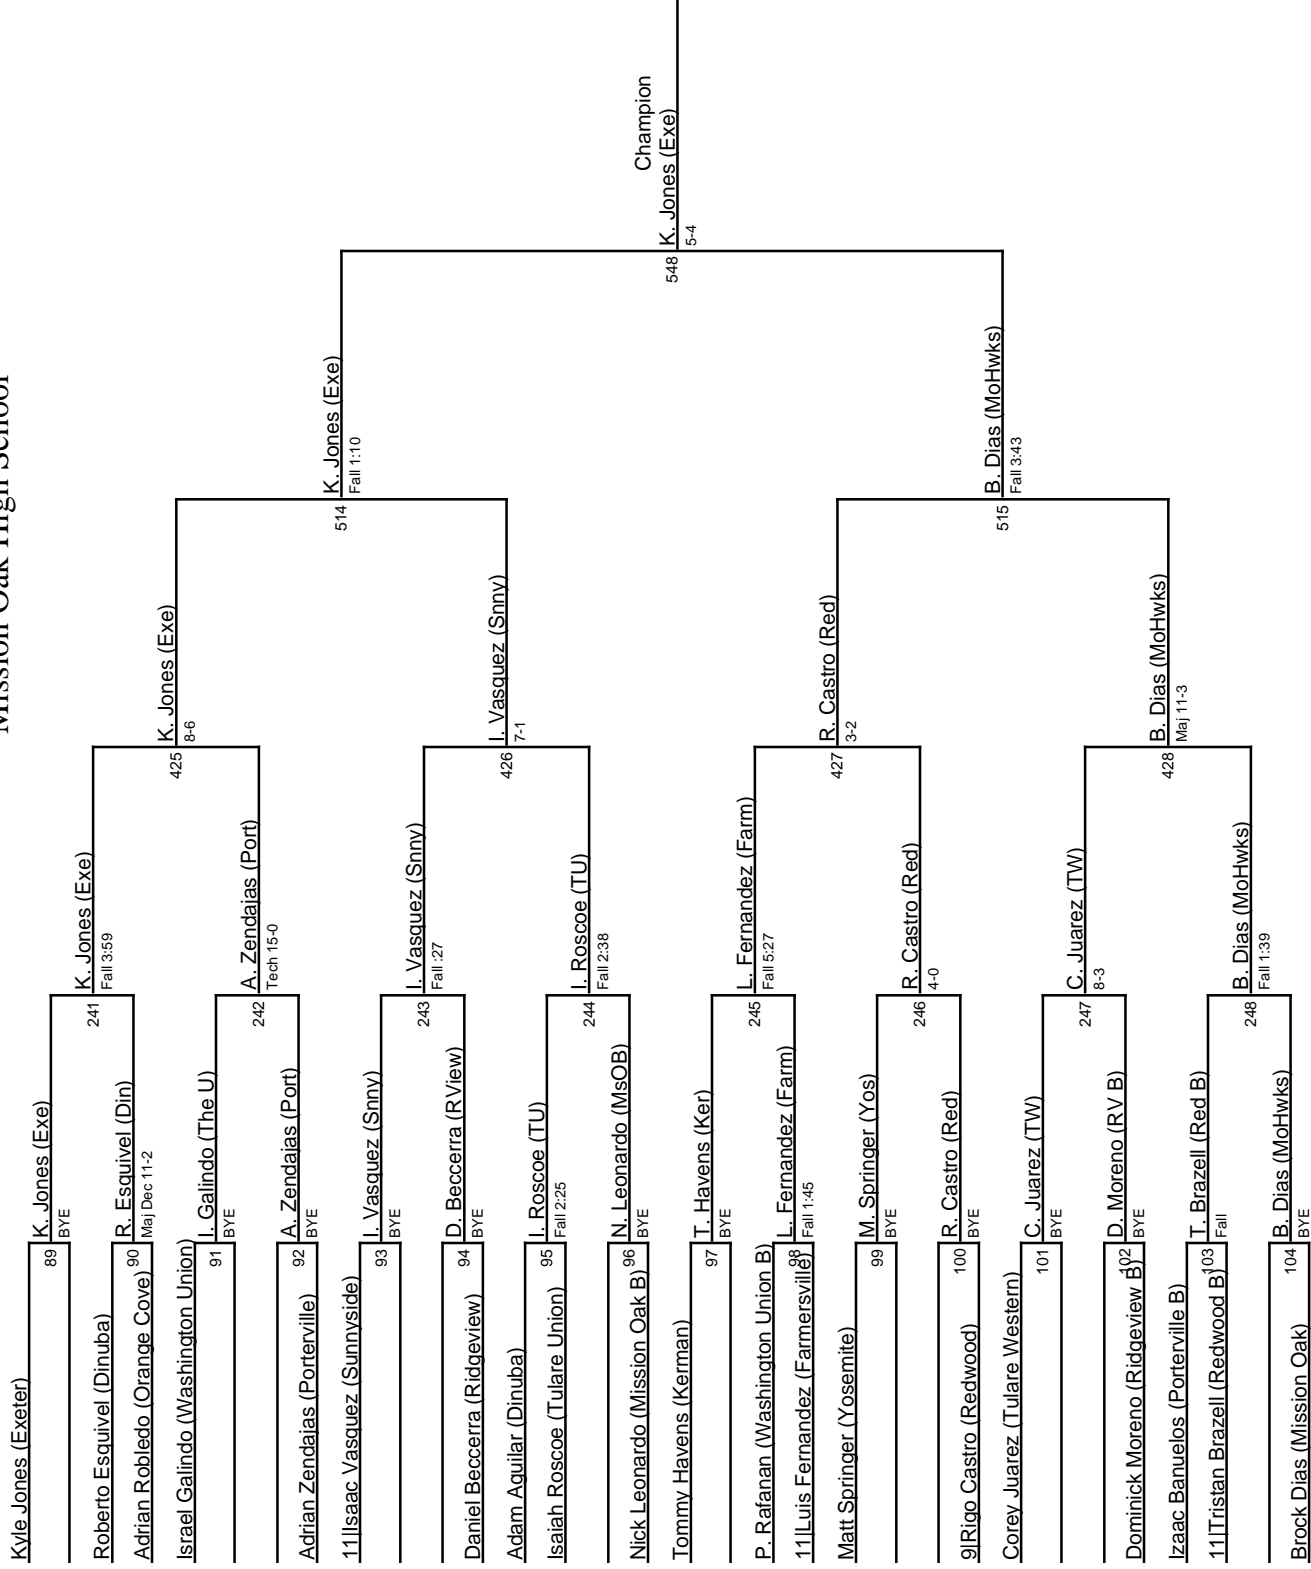 Mission Oak High School
Kyle Jones (Exeter)
Roberto Esquivel (Dinuba)
Adrian Robledo (Orange Cove)
Israel Galindo (Washington Union)
Adrian Zendajas (Porterville)
11|Isaac Vasquez (Sunnyside)
Daniel Beccerra (Ridgeview)
Adam Aguilar (Dinuba)
Isaiah Roscoe (Tulare Union)
Nick Leonardo (Mission Oak B)
Tommy Havens (Kerman)
P. Rafanan (Washington Union B)
11|Luis Fernandez (Farmersville)
Matt Springer (Yosemite)
9|Rigo Castro (Redwood)
Corey Juarez (Tulare Western)
Dominick Moreno (Ridgeview B)
Izaac Banuelos (Porterville B)
11|Tristan Brazell (Redwood B)
Brock Dias (Mission Oak)
89
K. Jones (Exe)
BYE
90
R. Esquivel (Din)
Maj Dec 11-2
91
I. Galindo (The U)
BYE
92
A. Zendajas (Port)
BYE
93
I. Vasquez (Snny)
BYE
94
D. Beccerra (RView)
BYE
95
I. Roscoe (TU)
Fall 2:25
96
N. Leonardo (MsOB)
BYE
97
T. Havens (Ker)
BYE
98
L. Fernandez (Farm)
Fall 1:45
99
M. Springer (Yos)
BYE
100
R. Castro (Red)
BYE
101
C. Juarez (TW)
BYE
102
D. Moreno (RV B)
BYE
103
T. Brazell (Red B)
Fall
104
B. Dias (MoHwks)
BYE
241
K. Jones (Exe)
Fall 3:59
242
A. Zendajas (Port)
Tech 15-0
243
I. Vasquez (Snny)
Fall :27
244
I. Roscoe (TU)
Fall 2:38
245
L. Fernandez (Farm)
Fall 5:27
246
R. Castro (Red)
4-0
247
C. Juarez (TW)
8-3
248
B. Dias (MoHwks)
Fall 1:39
425
K. Jones (Exe)
8-6
426
I. Vasquez (Snny)
7-1
427
R. Castro (Red)
3-2
428
B. Dias (MoHwks)
Maj 11-3
514
K. Jones (Exe)
Fall 1:10
515
B. Dias (MoHwks)
Fall 3:43
548
Champion
K. Jones (Exe)
5-4